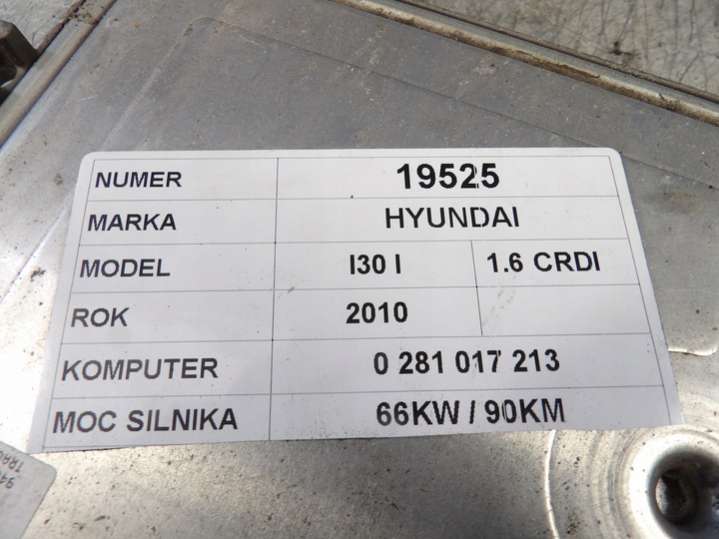 NUMER 19525
MARKA HYUNDAI
MODEL I30 I 1.6 CRDI
ROK 2010
KOMPUTER 0 281 017 213
MOC SILNIKA 66KW / 90KM